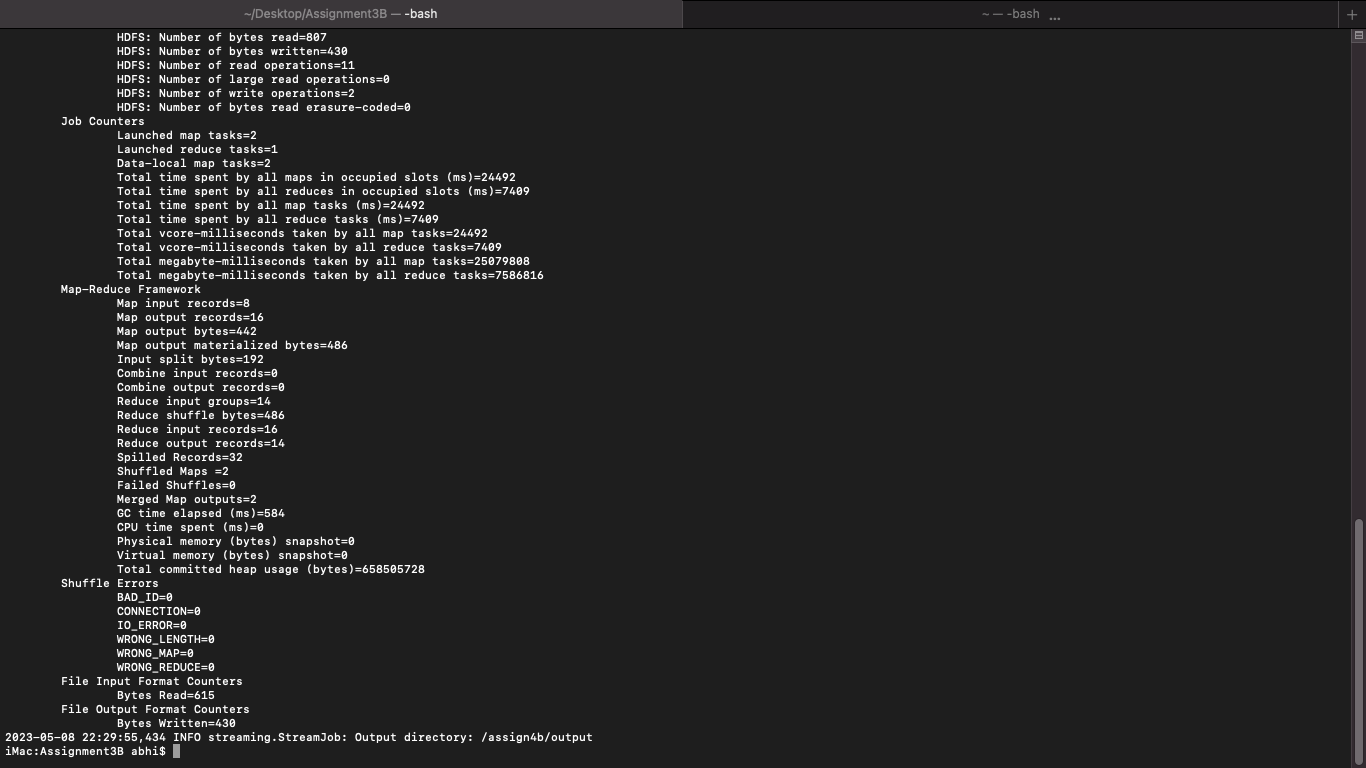 ~/Desktop/Assignment3B — -bash
~ — -bash ... +
HDFS: Number of bytes read=807
HDFS: Number of bytes written=430
HDFS: Number of read operations=11
HDFS: Number of large read operations=0
HDFS: Number of write operations=2
HDFS: Number of bytes read erasure-coded=0
Job Counters
Launched map tasks=2
Launched reduce tasks=1
Data-local map tasks=2
Total time spent by all maps in occupied slots (ms)=24492
Total time spent by all reduces in occupied slots (ms)=7409
Total time spent by all map tasks (ms)=24492
Total time spent by all reduce tasks (ms)=7409
Total vcore-milliseconds taken by all map tasks=24492
Total vcore-milliseconds taken by all reduce tasks=7409
Total megabyte-milliseconds taken by all map tasks=25079808
Total megabyte-milliseconds taken by all reduce tasks=7586816
Map-Reduce Framework
Map input records=8
Map output records=16
Map output bytes=442
Map output materialized bytes=486
Input split bytes=192
Combine input records=0
Combine output records=0
Reduce input groups=14
Reduce shuffle bytes=486
Reduce input records=16
Reduce output records=14
Spilled Records=32
Shuffled Maps =2
Failed Shuffles=0
Merged Map outputs=2
GC time elapsed (ms)=584
CPU time spent (ms)=0
Physical memory (bytes) snapshot=0
Virtual memory (bytes) snapshot=0
Total committed heap usage (bytes)=658505728
Shuffle Errors
BAD_ID=0
CONNECTION=0
IO_ERROR=0
WRONG_LENGTH=0
WRONG_MAP=0
WRONG_REDUCE=0
File Input Format Counters
Bytes Read=615
File Output Format Counters
Bytes Written=430
2023-05-08 22:29:55,434 INFO streaming.StreamJob: Output directory: /assign4b/output
iMac:Assignment3B abhi$